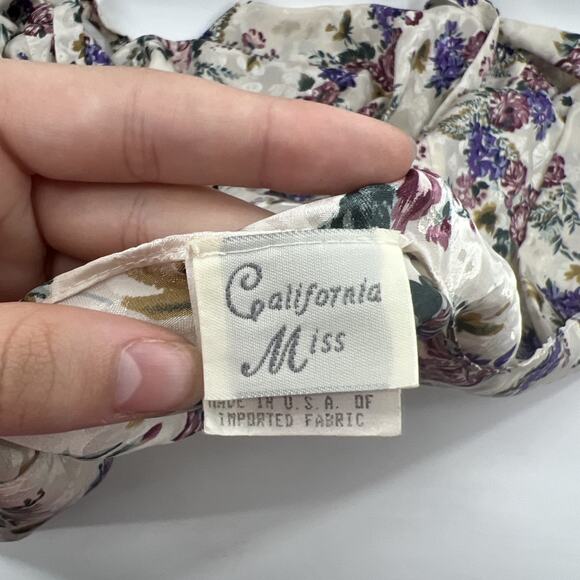 California
Miss
MADE IN U.S.A. OF
IMPORTED FABRIC